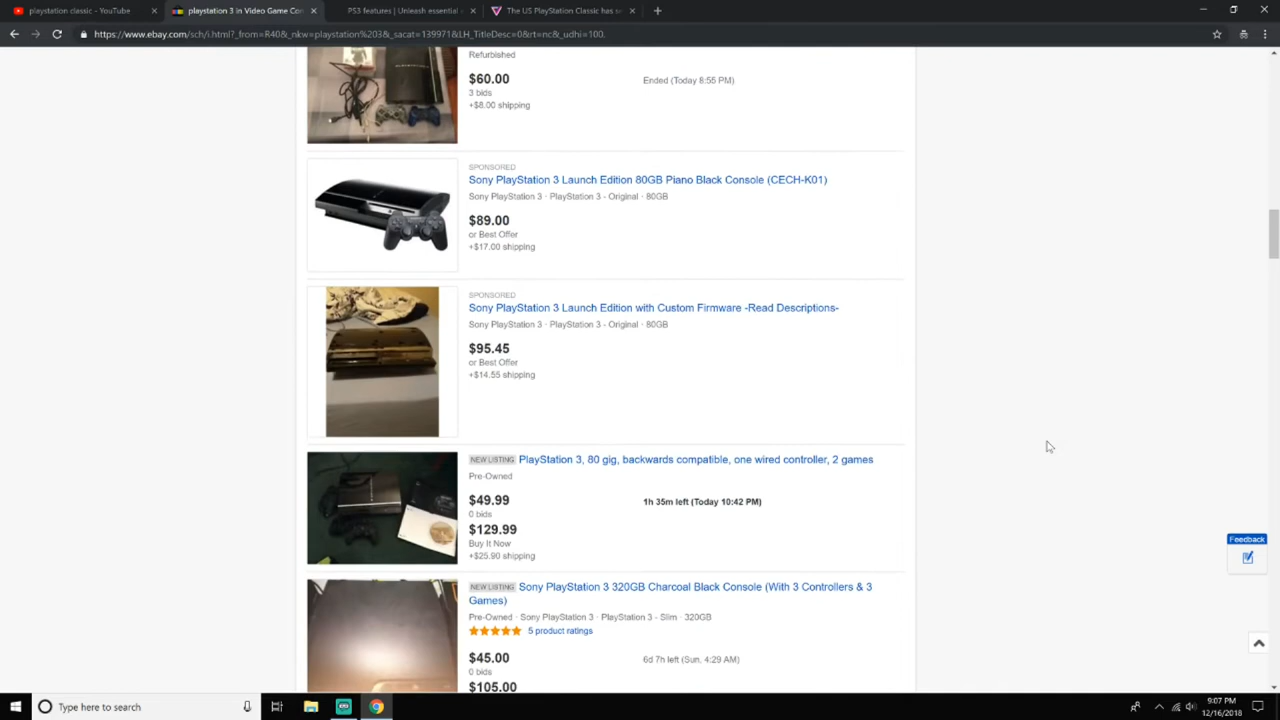 playstation classic - YouTube
playstation 3 in Video Game Con
PS3 features | Unleash essential
The US PlayStation Classic has s
https://www.ebay.com/sch/i.html?_from=R40&_nkw=playstation%203&_sacat=139971&LH_TitleDesc=0&rt=nc&_udhi=100.
Refurbished
$60.00
Ended (Today 8:55 PM)
3 bids
+$8.00 shipping
SPONSORED
Sony PlayStation 3 Launch Edition 80GB Piano Black Console (CECH-K01)
Sony PlayStation 3 · PlayStation 3 - Original · 80GB
$89.00
or Best Offer
+$17.00 shipping
SPONSORED
Sony PlayStation 3 Launch Edition with Custom Firmware -Read Descriptions-
Sony PlayStation 3 · PlayStation 3 - Original · 80GB
$95.45
or Best Offer
+$14.55 shipping
NEW LISTING PlayStation 3, 80 gig, backwards compatible, one wired controller, 2 games
Pre-Owned
$49.99
1h 35m left (Today 10:42 PM)
0 bids
$129.99
Buy It Now
+$25.90 shipping
Feedback
NEW LISTING Sony PlayStation 3 320GB Charcoal Black Console (With 3 Controllers & 3
Games)
Pre-Owned · Sony PlayStation 3 · PlayStation 3 - Slim · 320GB
5 product ratings
$45.00
6d 7h left (Sun, 4:29 AM)
0 bids
$105.00
Type here to search
9:07 PM
12/16/2018